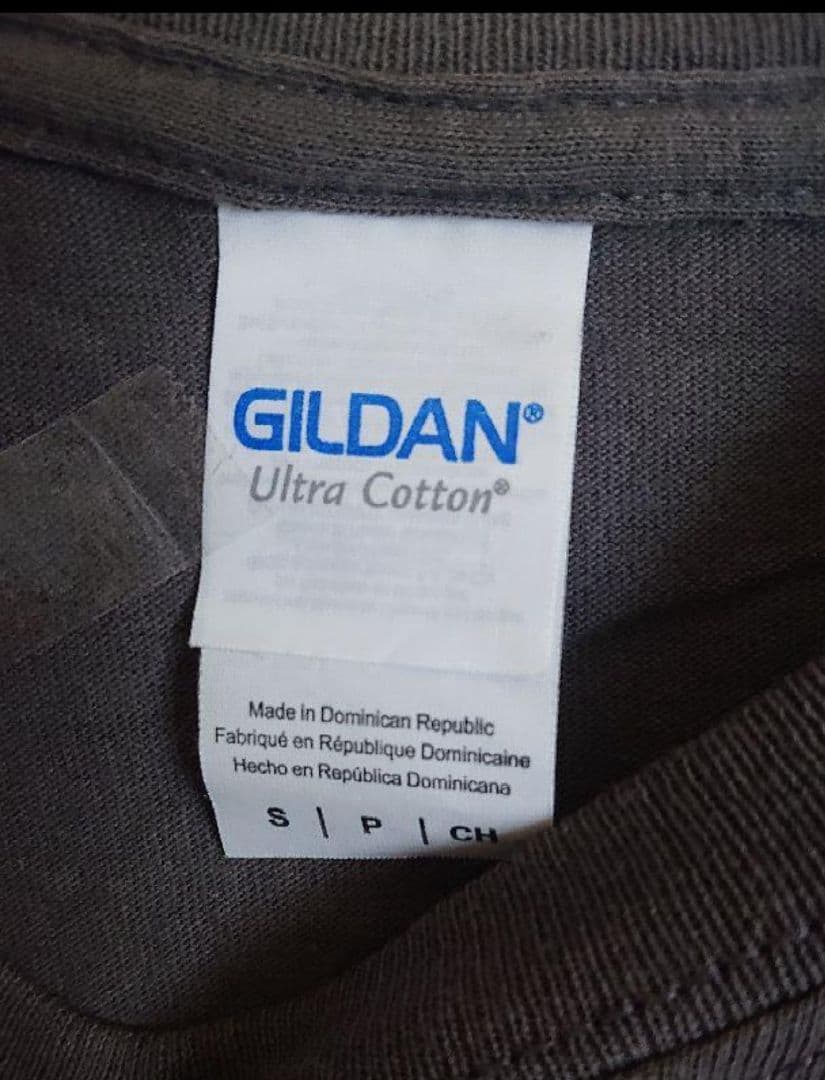 GILDAN®
Ultra Cotton®
Made in Dominican Republic
Fabriqué en République Dominicaine
Hecho en República Dominicana
S | P | CH